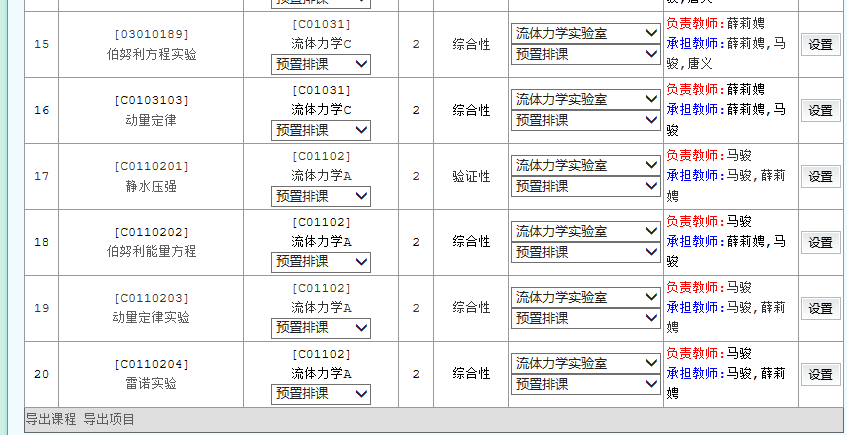 预置排课
骏,唐义
15
[03010189]
伯努利方程实验
[C01031]
流体力学C
预置排课
2
综合性
流体力学实验室
预置排课
负责教师:薛莉娉
承担教师:薛莉娉,马
骏,唐义
设置
16
[C0103103]
动量定律
[C01031]
流体力学C
预置排课
2
综合性
流体力学实验室
预置排课
负责教师:薛莉娉
承担教师:薛莉娉,马
骏
设置
17
[C0110201]
静水压强
[C01102]
流体力学A
预置排课
2
验证性
流体力学实验室
预置排课
负责教师:马骏
承担教师:马骏,薛莉
娉
设置
18
[C0110202]
伯努利能量方程
[C01102]
流体力学A
预置排课
2
综合性
流体力学实验室
预置排课
负责教师:马骏
承担教师:薛莉娉,马
骏
设置
19
[C0110203]
动量定律实验
[C01102]
流体力学A
预置排课
2
综合性
流体力学实验室
预置排课
负责教师:马骏
承担教师:马骏,薛莉
娉
设置
20
[C0110204]
雷诺实验
[C01102]
流体力学A
预置排课
2
综合性
流体力学实验室
预置排课
负责教师:马骏
承担教师:马骏,薛莉
娉
设置
导出课程 导出项目